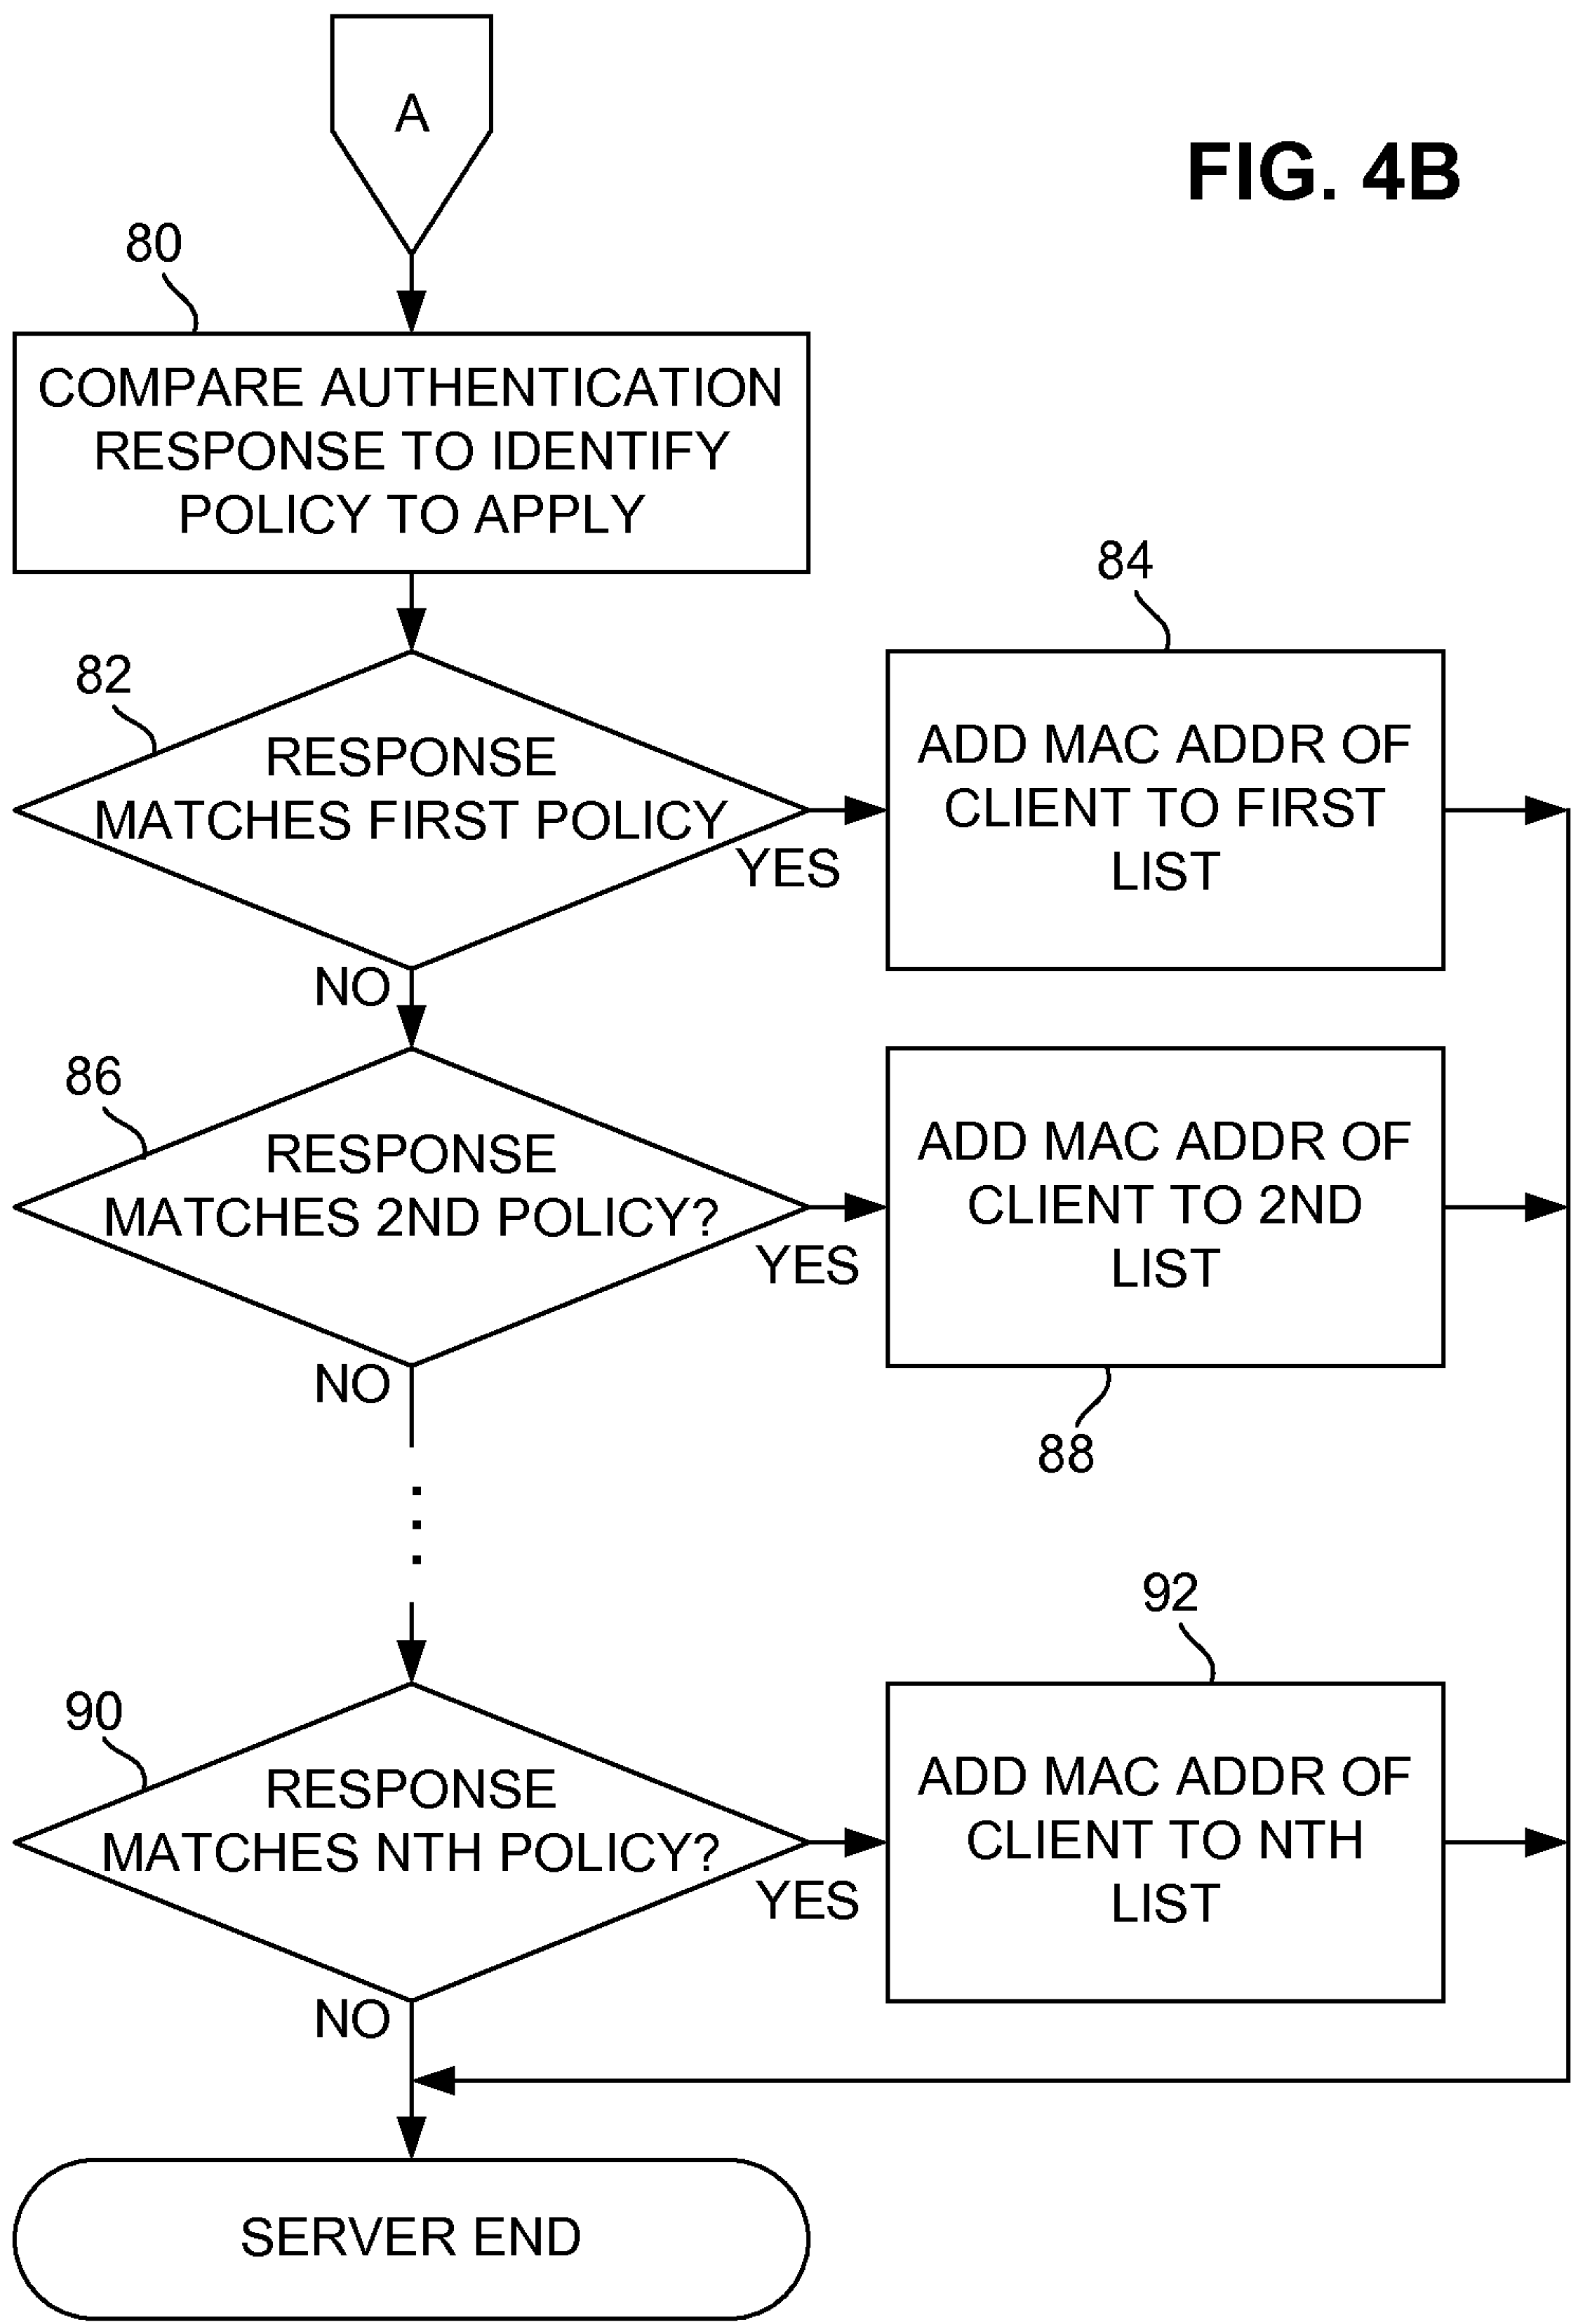 A
FIG. 4B
80
COMPARE AUTHENTICATION
RESPONSE TO IDENTIFY
POLICY TO APPLY
82
RESPONSE
MATCHES FIRST POLICY
YES
NO
84
ADD MAC ADDR OF
CLIENT TO FIRST
LIST
86
RESPONSE
MATCHES 2ND POLICY?
YES
NO
ADD MAC ADDR OF
CLIENT TO 2ND
LIST
88
90
RESPONSE
MATCHES NTH POLICY?
YES
NO
92
ADD MAC ADDR OF
CLIENT TO NTH
LIST
SERVER END